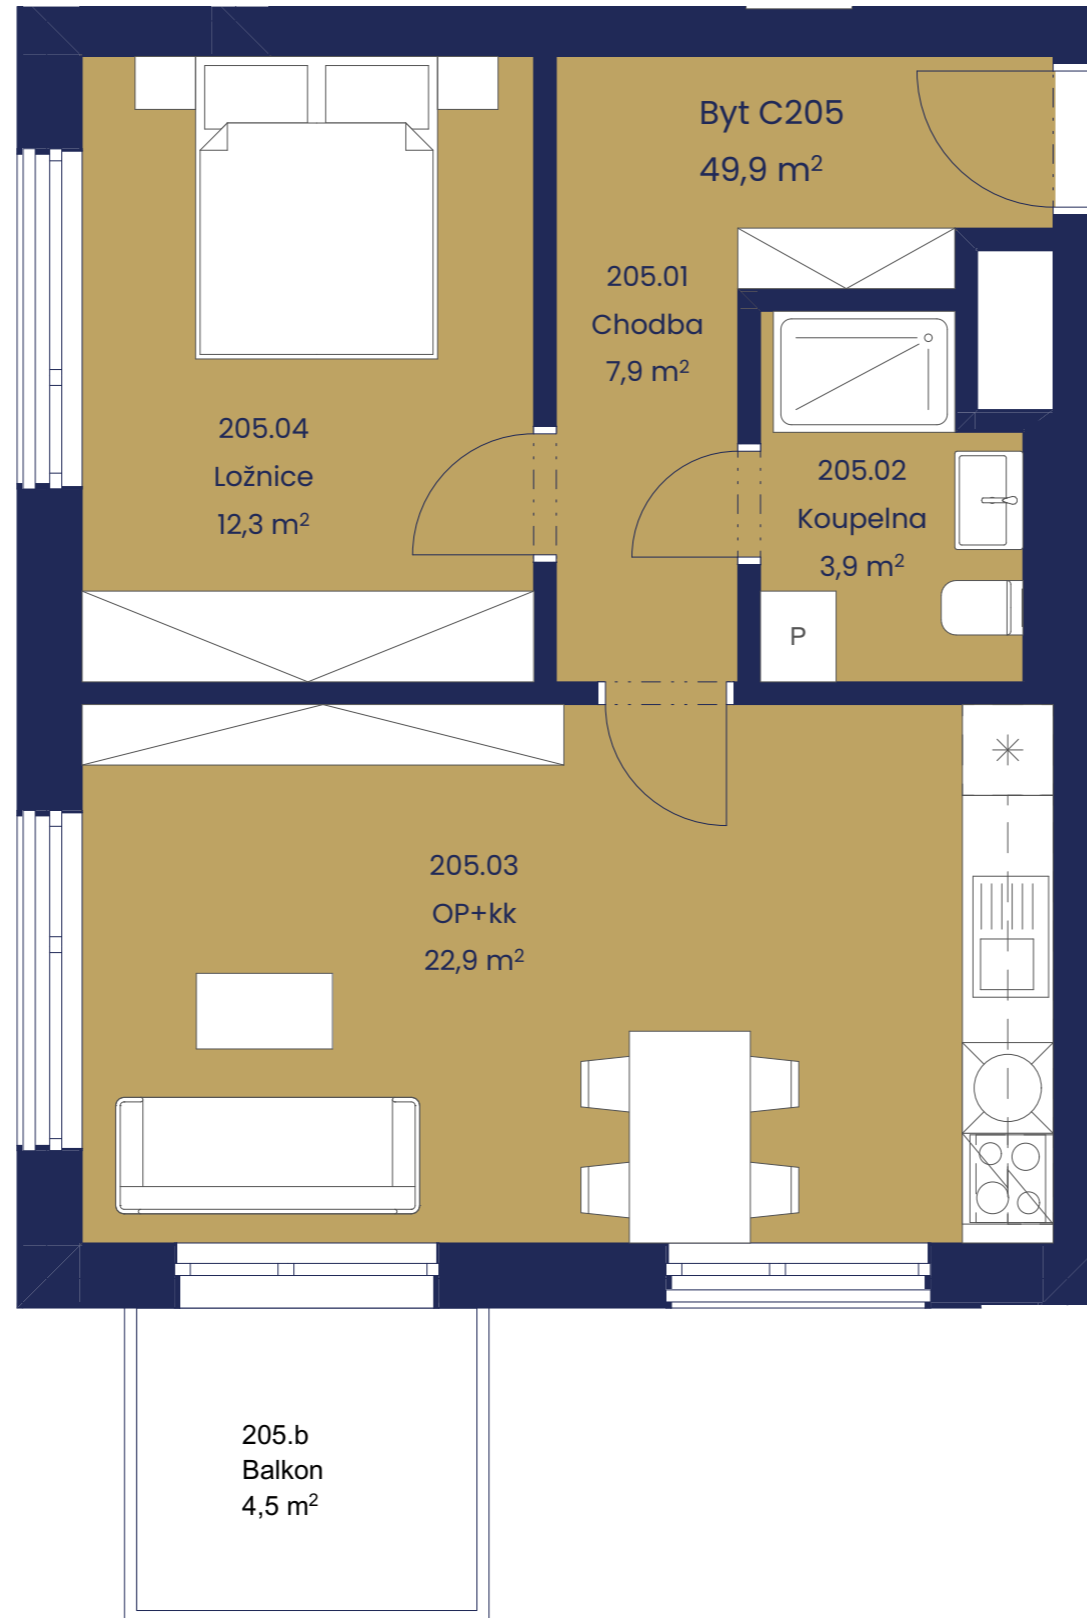 Byt C205
49,9 m²
205.01
Chodba
7,9 m²
205.04
Ložnice
12,3 m²
205.02
Koupelna
3,9 m²
P
205.03
OP+kk
22,9 m²
205.b
Balkon
4,5 m²